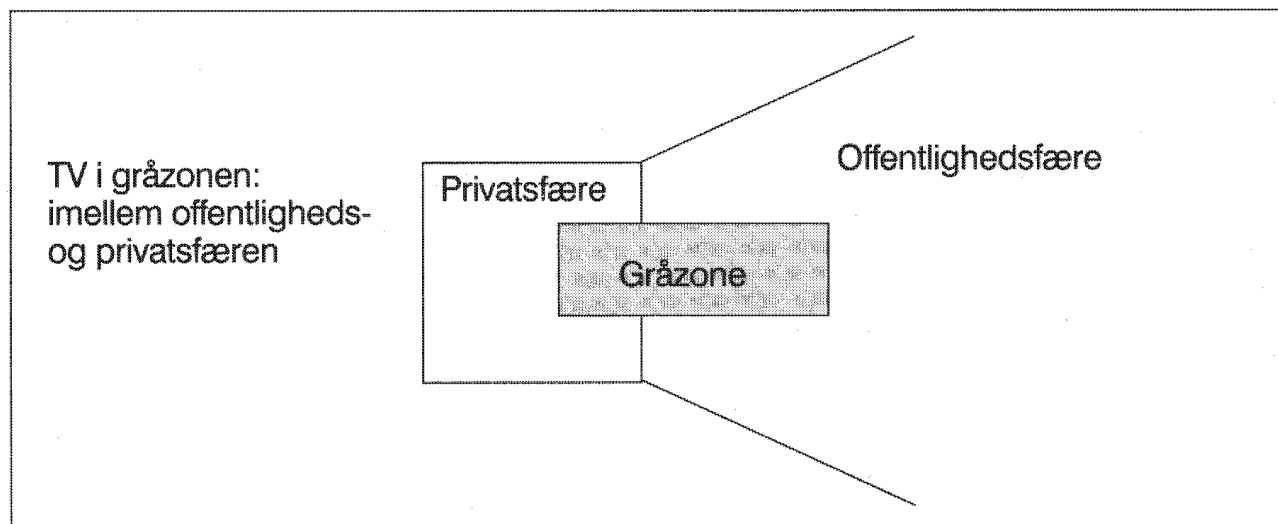 TV i gråzonen:
imellem offentligheds-
og privatsfæren
Privatsfære
Gråzone
Offentlighedsfære